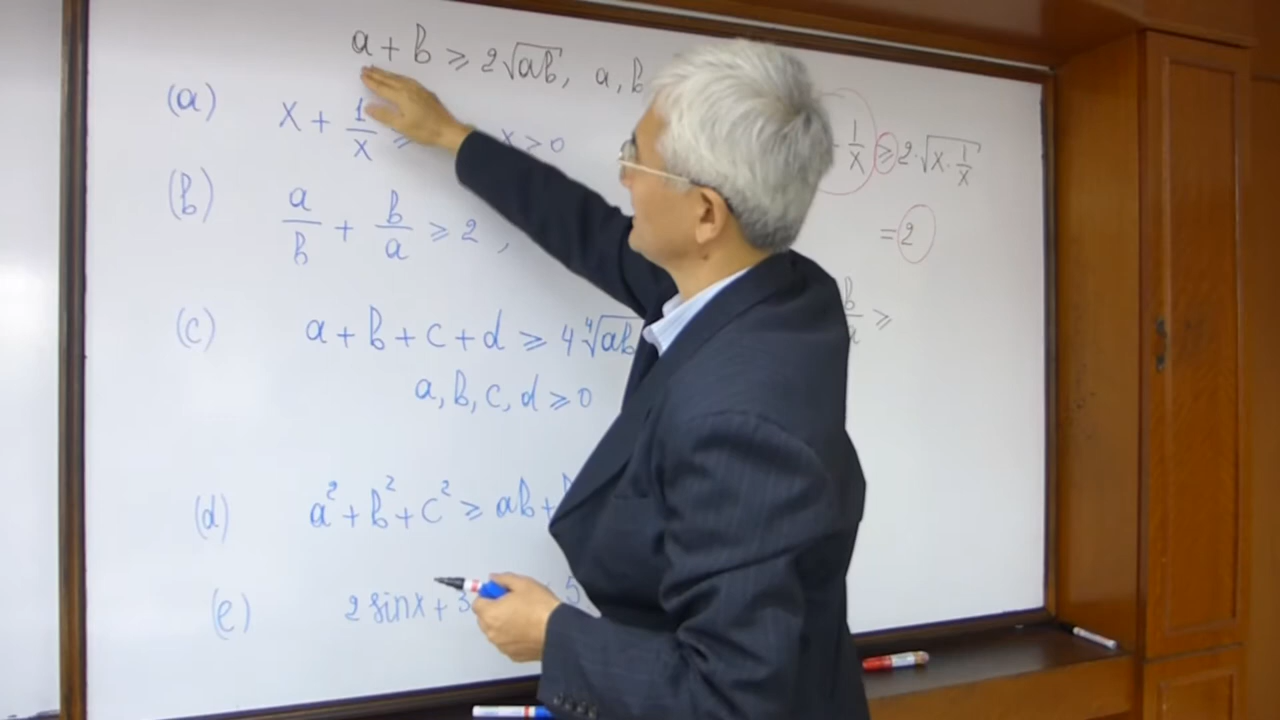 a + b ≥ 2√ab, a, b
(a) x + 1/x ≥ x > 0
(b) a/b + b/a ≥ 2,
(c) a + b + c + d ≥ 4 ∜ab
a, b, c, d ≥ 0
(d) a² + b² + c² ≥ ab +
(e) 2 sinx + 3 5
1/x ≥ 2·√x·1/x
= 2
b/a ≥